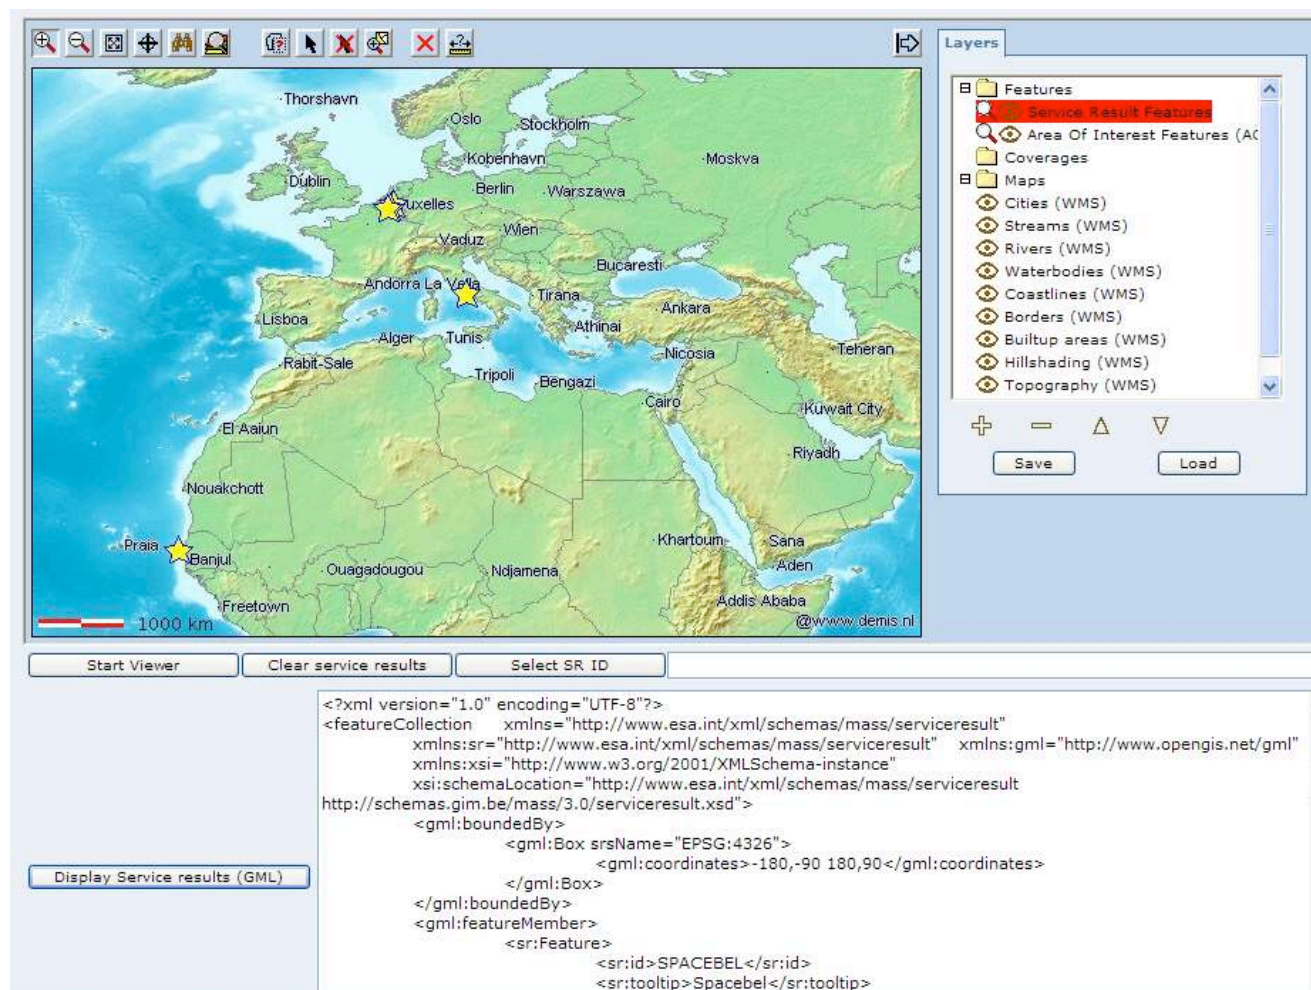 Layers
Features
Service Result Features
Area Of Interest Features (AC
Coverages
Maps
Cities (WMS)
Streams (WMS)
Rivers (WMS)
Waterbodies (WMS)
Coastlines (WMS)
Borders (WMS)
Builtup areas (WMS)
Hillshading (WMS)
Topography (WMS)
Save
Load
Thorshavn
Oslo
Stockholm
Kobenhavn
Moskva
Dublin
Berlin
Warszawa
uxelles
Vaduz
Wien
Bucaresti
Andorra La Vella
Tirana
Ankara
Lisboa
Athinai
Alger
Tunis
Teheran
Rabit-Sale
Nicosia
Tripoli
Bengazi
Cairo
Kuwait City
El Aaiun
Riyadh
Nouakchott
Praia
Banjul
Khartoum
Sana
Ouagadougou
Ndjamena
Aden
Freetown
Addis Ababa
1000 km
@www.demis.nl
Start Viewer
Clear service results
Select SR ID
Display Service results (GML)
<?xml version="1.0" encoding="UTF-8"?>
<featureCollection xmlns="http://www.esa.int/xml/schemas/mass/serviceresult"
xmlns:sr="http://www.esa.int/xml/schemas/mass/serviceresult" xmlns:gml="http://www.opengis.net/gml"
xmlns:xsi="http://www.w3.org/2001/XMLSchema-instance"
xsi:schemaLocation="http://www.esa.int/xml/schemas/mass/serviceresult
http://schemas.gim.be/mass/3.0/serviceresult.xsd">
<gml:boundedBy>
<gml:Box srsName="EPSG:4326">
<gml:coordinates>-180,-90 180,90</gml:coordinates>
</gml:Box>
</gml:boundedBy>
<gml:featureMember>
<sr:Feature>
<sr:id>SPACEBEL</sr:id>
<sr:tooltip>Spacebel</sr:tooltip>